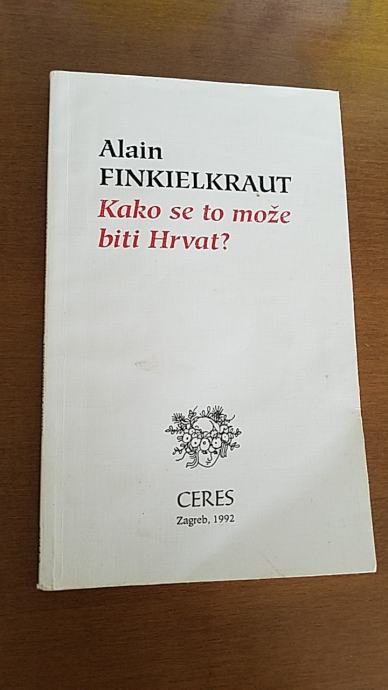 Alain
FINKIELKRAUT
Kako se to može
biti Hrvat?
CERES
Zagreb, 1992